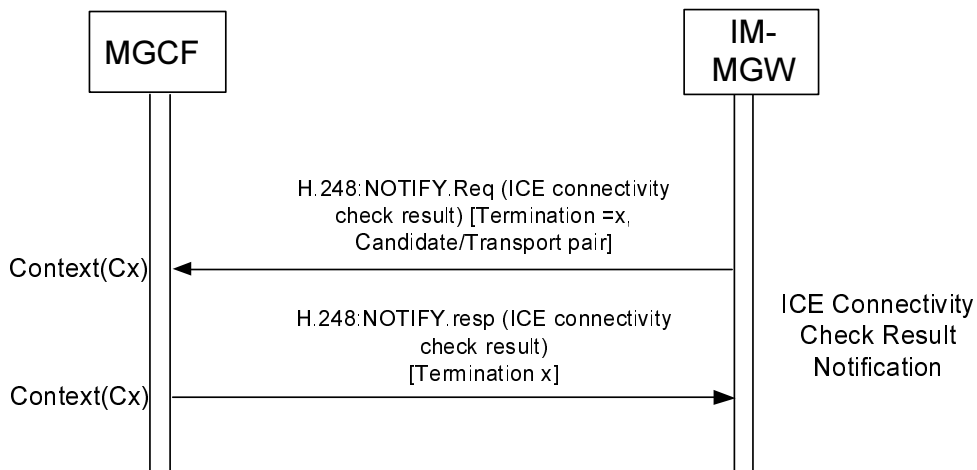 MGCF
IM-
MGW
H.248:NOTIFY.Req (ICE connectivity
check result) [Termination =x,
Candidate/Transport pair]
Context(Cx)
H.248:NOTIFY.resp (ICE connectivity
check result)
[Termination x]
Context(Cx)
ICE Connectivity
Check Result
Notification